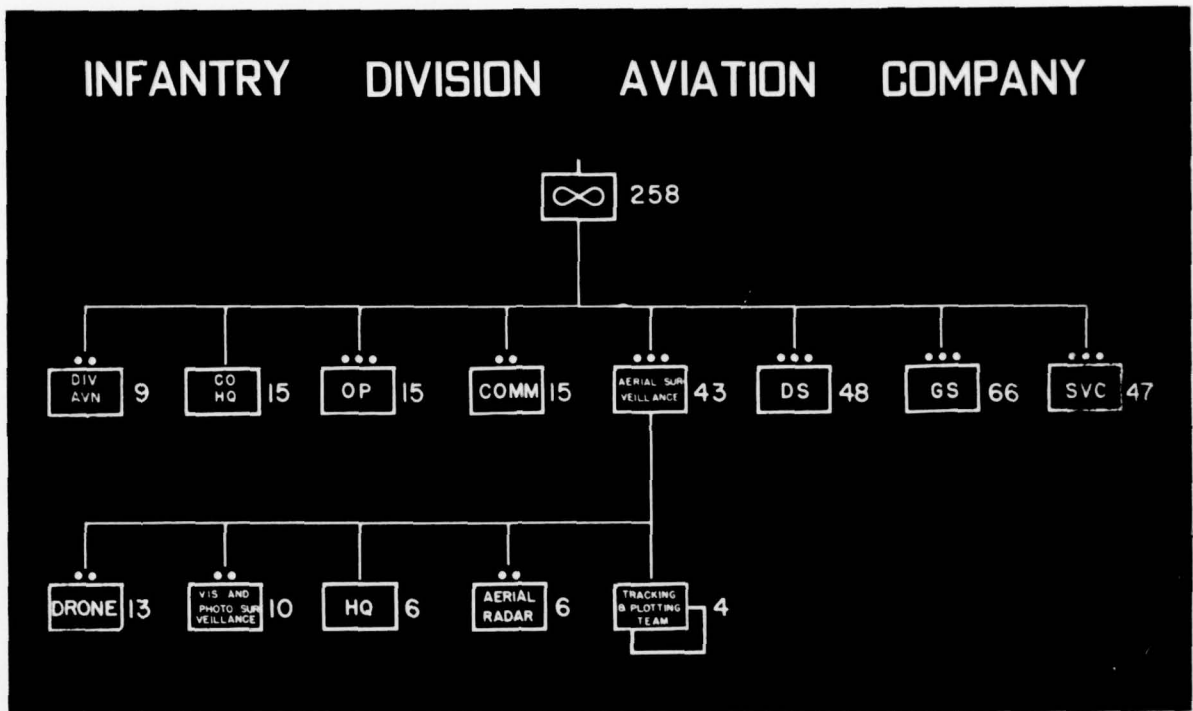 INFANTRY DIVISION AVIATION COMPANY
258
DIV
AVN
9
CO
HQ
15
OP
15
COMM
15
AERIAL SUR
VEILLANCE
43
DS
48
GS
66
SVC
47
DRONE
13
VIS AND
PHOTO SUR
VEILLANCE
10
HQ
6
AERIAL
RADAR
6
TRACKING
& PLOTTING
TEAM
4